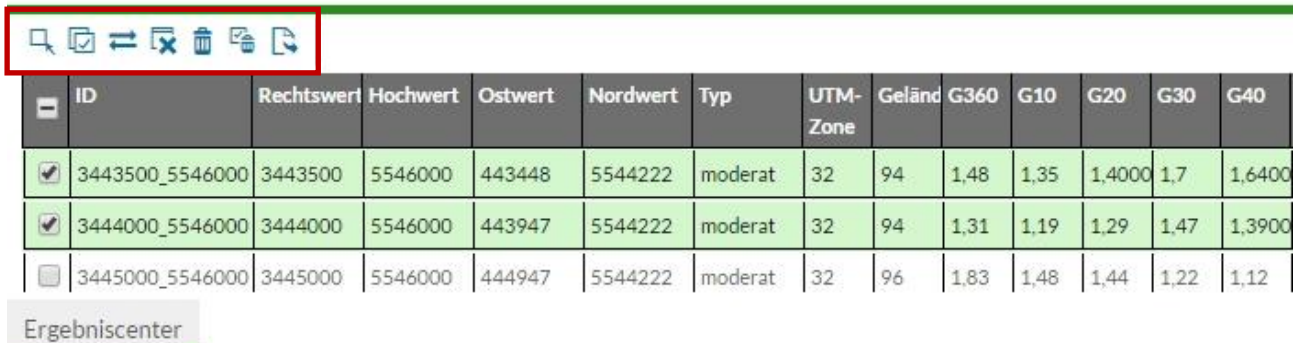 ID Rechtswert Hochwert Ostwert Nordwert Typ UTM-Zone Geländ G360 G10 G20 G30 G40
3443500_5546000 3443500 5546000 443448 5544222 moderat 32 94 1,48 1,35 1,4000 1,7 1,6400
3444000_5546000 3444000 5546000 443947 5544222 moderat 32 94 1,31 1,19 1,29 1,47 1,3900
3445000_5546000 3445000 5546000 444947 5544222 moderat 32 96 1,83 1,48 1,44 1,22 1,12
Ergebniscenter